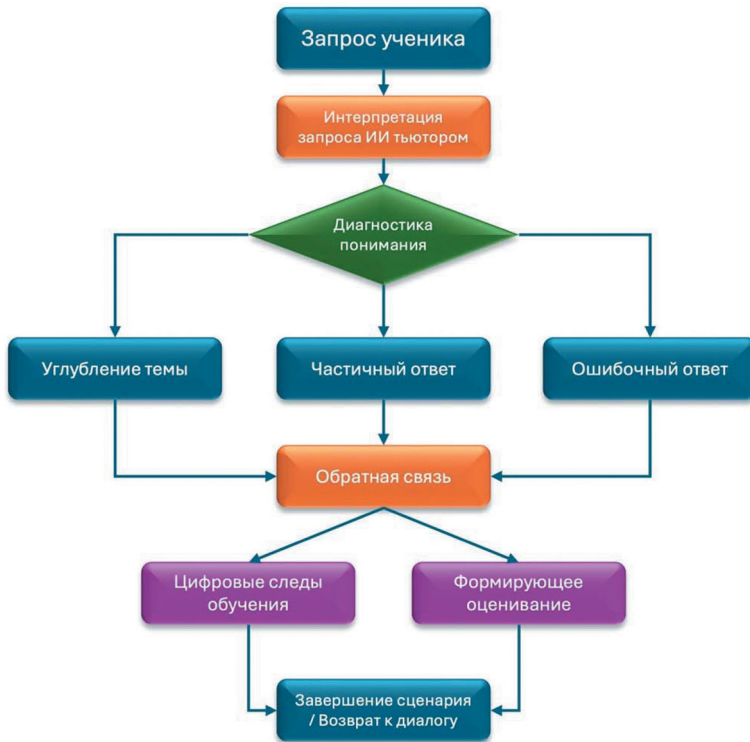 Запрос ученика
Интерпретация
запроса ИИ тьютором
Диагностика
понимания
Углубление темы
Частичный ответ
Ошибочный ответ
Обратная связь
Цифровые следы
обучения
Формирующее
оценивание
Завершение сценария
/ Возврат к диалогу